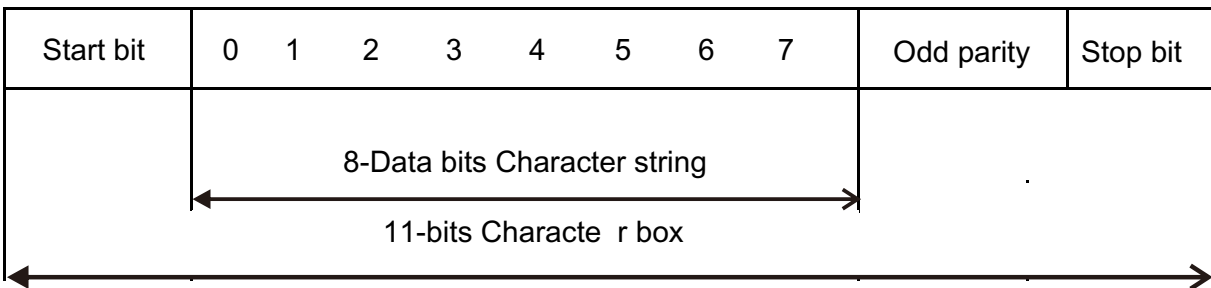 Start bit 0 1 2 3 4 5 6 7 Odd parity Stop bit
8-Data bits Character string
11-bits Characte r box